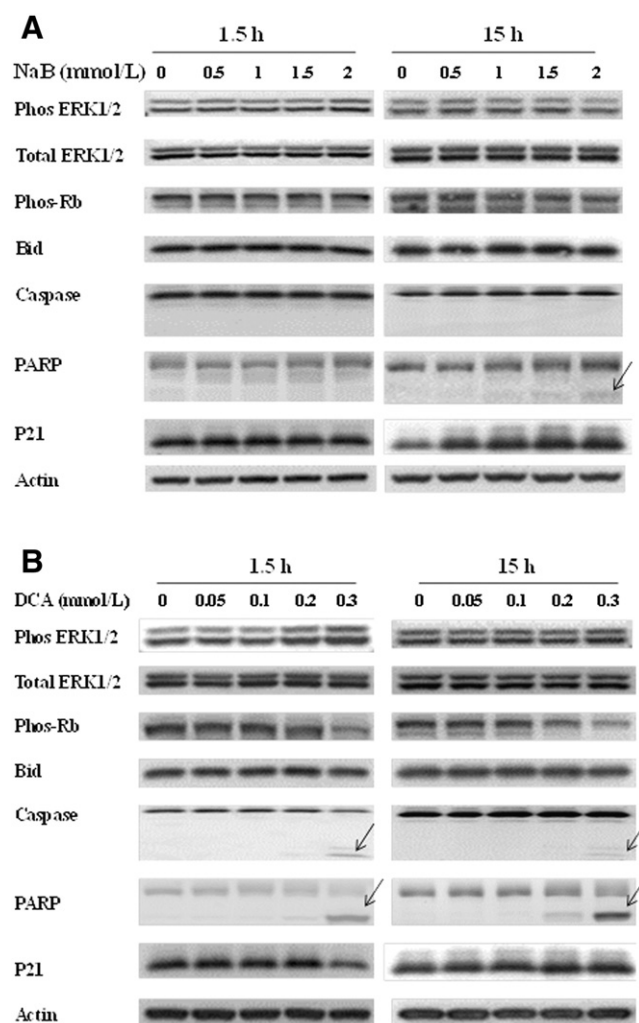 A
1.5 h 15 h
NaB (mmol/L) 0 0.5 1 1.5 2 0 0.5 1 1.5 2
Phos ERK1/2
Total ERK1/2
Phos-Rb
Bid
Caspase
PARP
P21
Actin
B
1.5 h 15 h
DCA (mmol/L) 0 0.05 0.1 0.2 0.3 0 0.05 0.1 0.2 0.3
Phos ERK1/2
Total ERK1/2
Phos-Rb
Bid
Caspase
PARP
P21
Actin